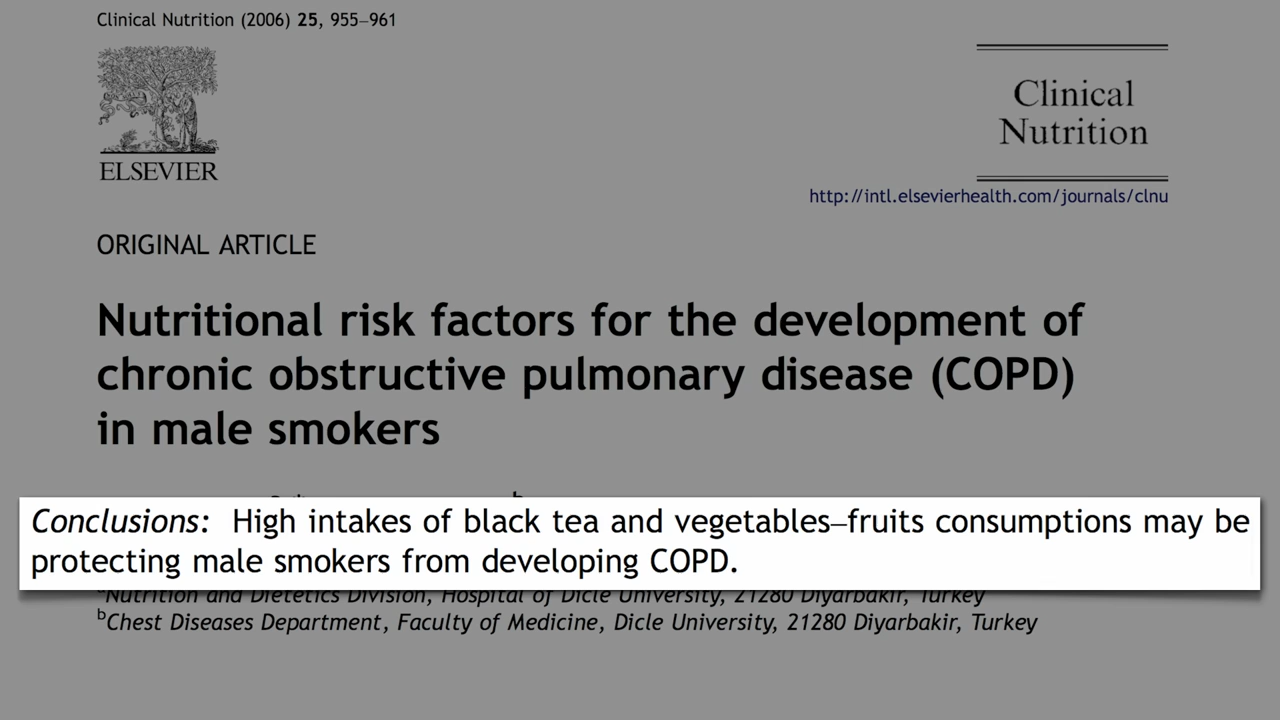 Clinical Nutrition (2006) 25, 955–961
ELSEVIER
Clinical
Nutrition
http://intl.elsevierhealth.com/journals/clnu
ORIGINAL ARTICLE
Nutritional risk factors for the development of
chronic obstructive pulmonary disease (COPD)
in male smokers
Conclusions: High intakes of black tea and vegetables–fruits consumptions may be
protecting male smokers from developing COPD.
aNutrition and Dietetics Division, Hospital of Dicle University, 21280 Diyarbakir, Turkey
bChest Diseases Department, Faculty of Medicine, Dicle University, 21280 Diyarbakir, Turkey